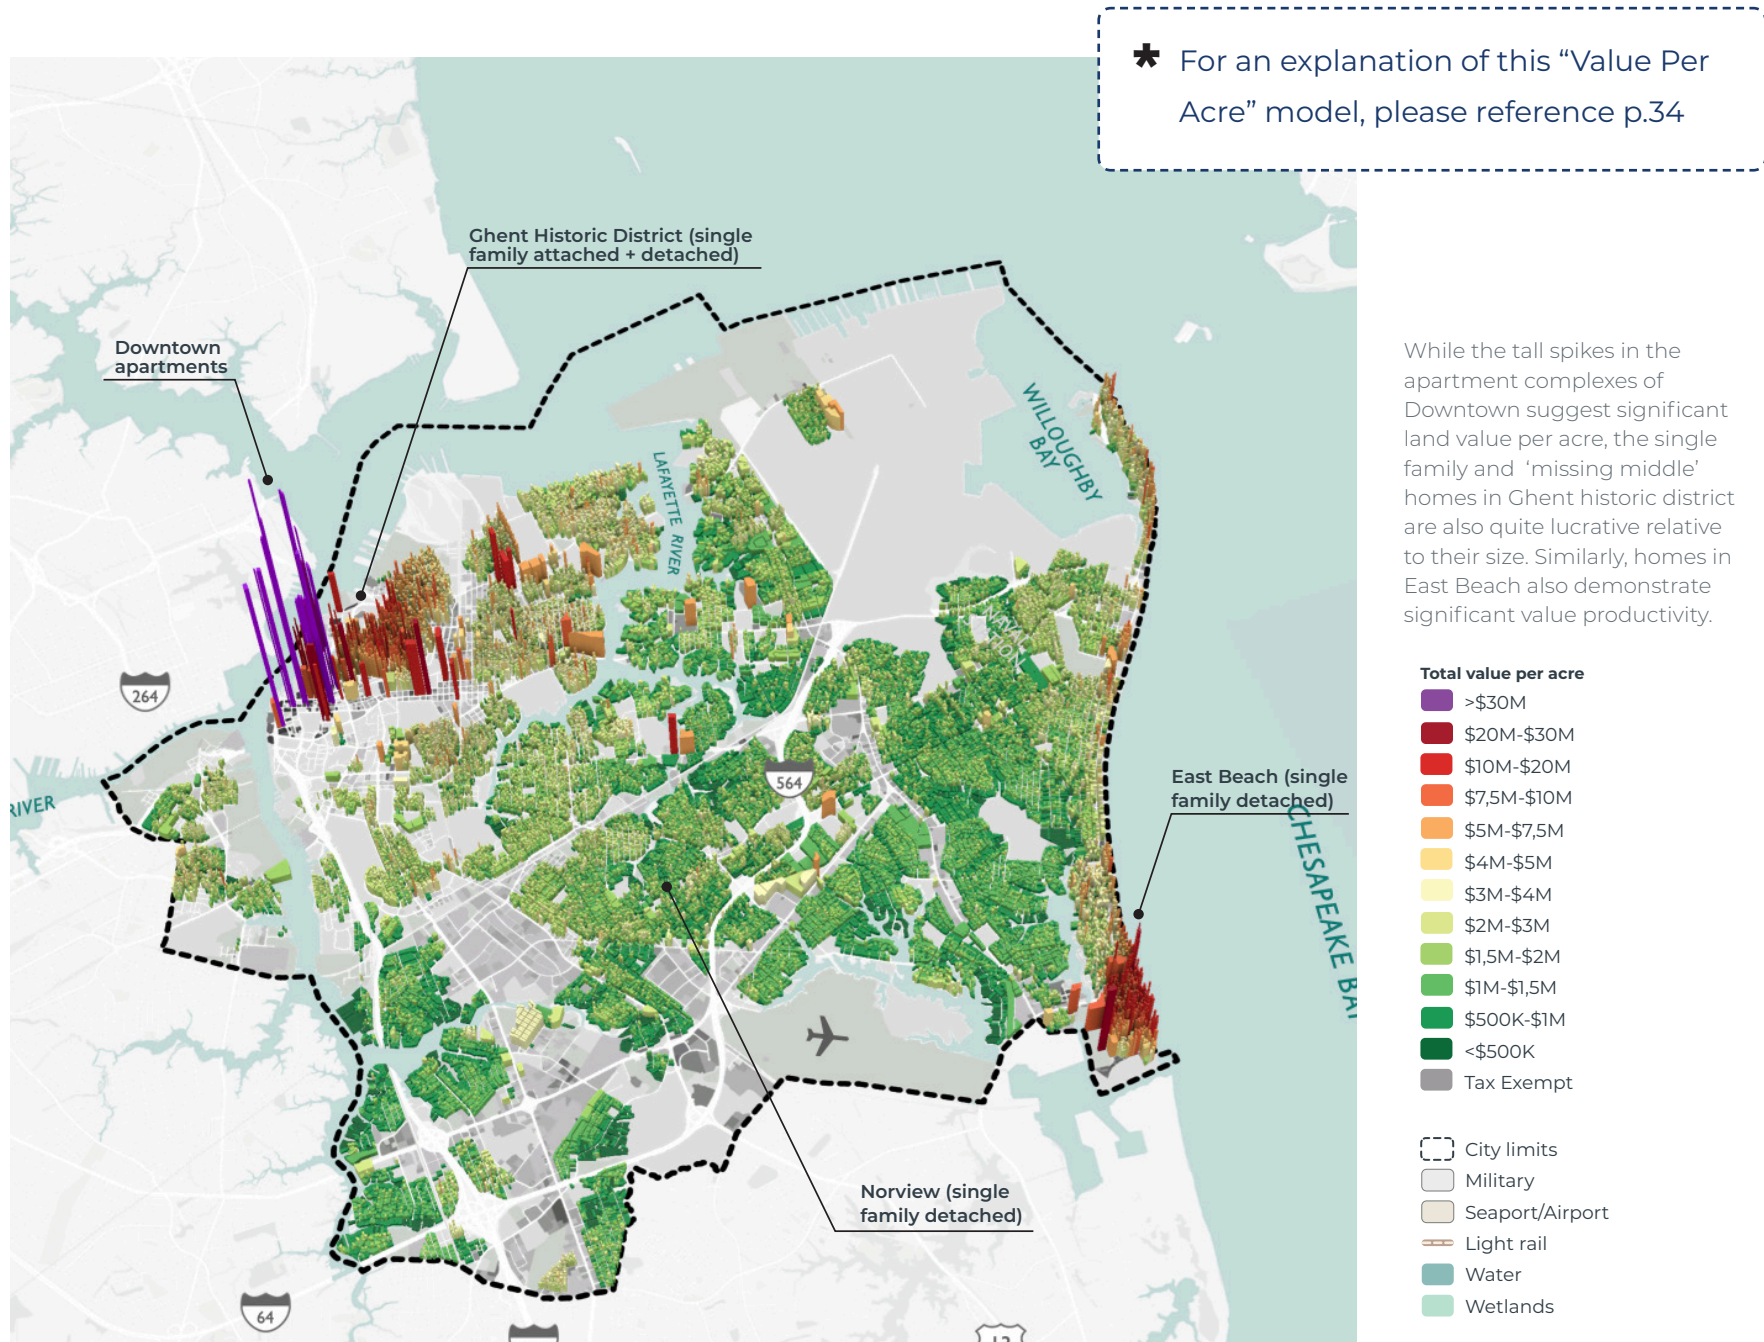 * For an explanation of this “Value Per
Acre” model, please reference p.34
Ghent Historic District (single
family attached + detached)
Downtown
apartments
WILLOUGHBY
BAY
LAFAYETTE
RIVER
RIVER
264
564
64
East Beach (single
family detached)
CHESAPEAKE BA
Norview (single
family detached)
While the tall spikes in the
apartment complexes of
Downtown suggest significant
land value per acre, the single
family and ‘missing middle’
homes in Ghent historic district
are also quite lucrative relative
to their size. Similarly, homes in
East Beach also demonstrate
significant value productivity.
Total value per acre
>$30M
$20M-$30M
$10M-$20M
$7,5M-$10M
$5M-$7,5M
$4M-$5M
$3M-$4M
$2M-$3M
$1,5M-$2M
$1M-$1,5M
$500K-$1M
<$500K
Tax Exempt
City limits
Military
Seaport/Airport
Light rail
Water
Wetlands